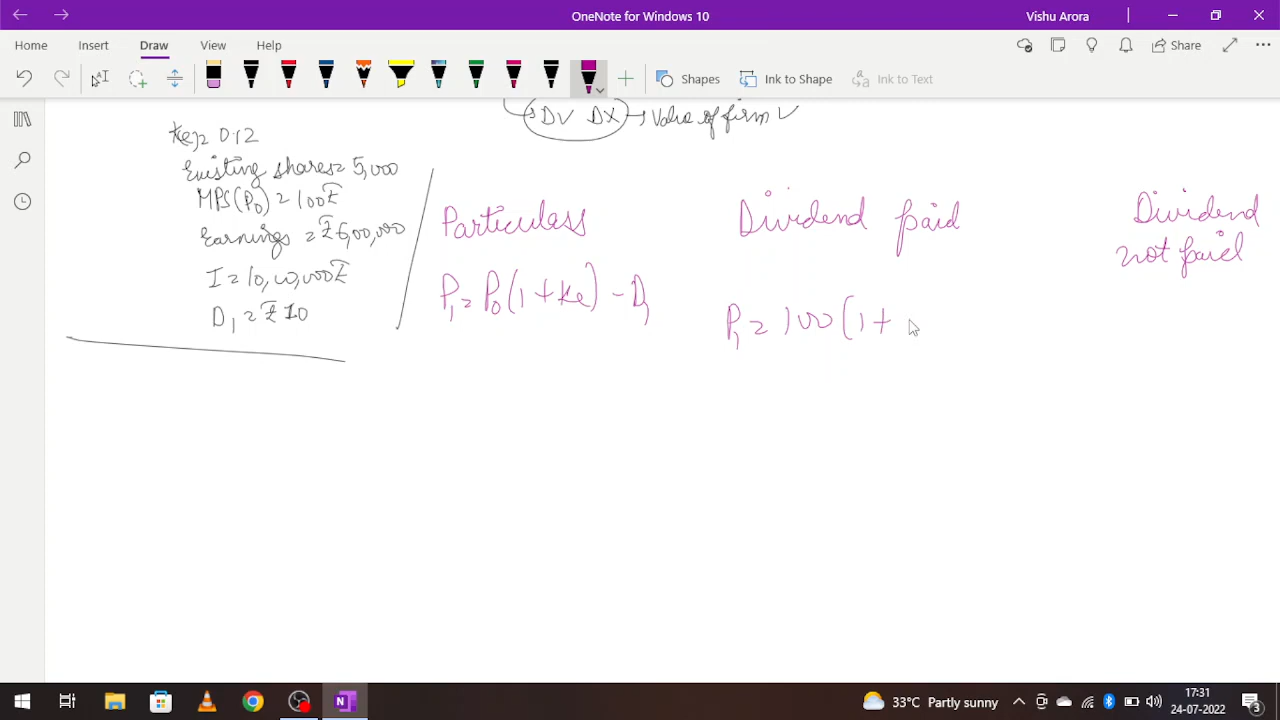 OneNote for Windows 10
Vishu Arora
Home Insert Draw View Help
Share
Shapes Ink to Shape Ink to Text
DV DX → Value of firm ✓
Ke = 0.12
Existing shares = 5,000
MPS (P0) = 100₹
Earnings = ₹6,00,000
I = 10,00,000₹
D1 = ₹10
Particulars Dividend paid Dividend not paid
P1 = P0(1+Ke) - D1
P1 = 100(1+
33°C Partly sunny
17:31
24-07-2022
3